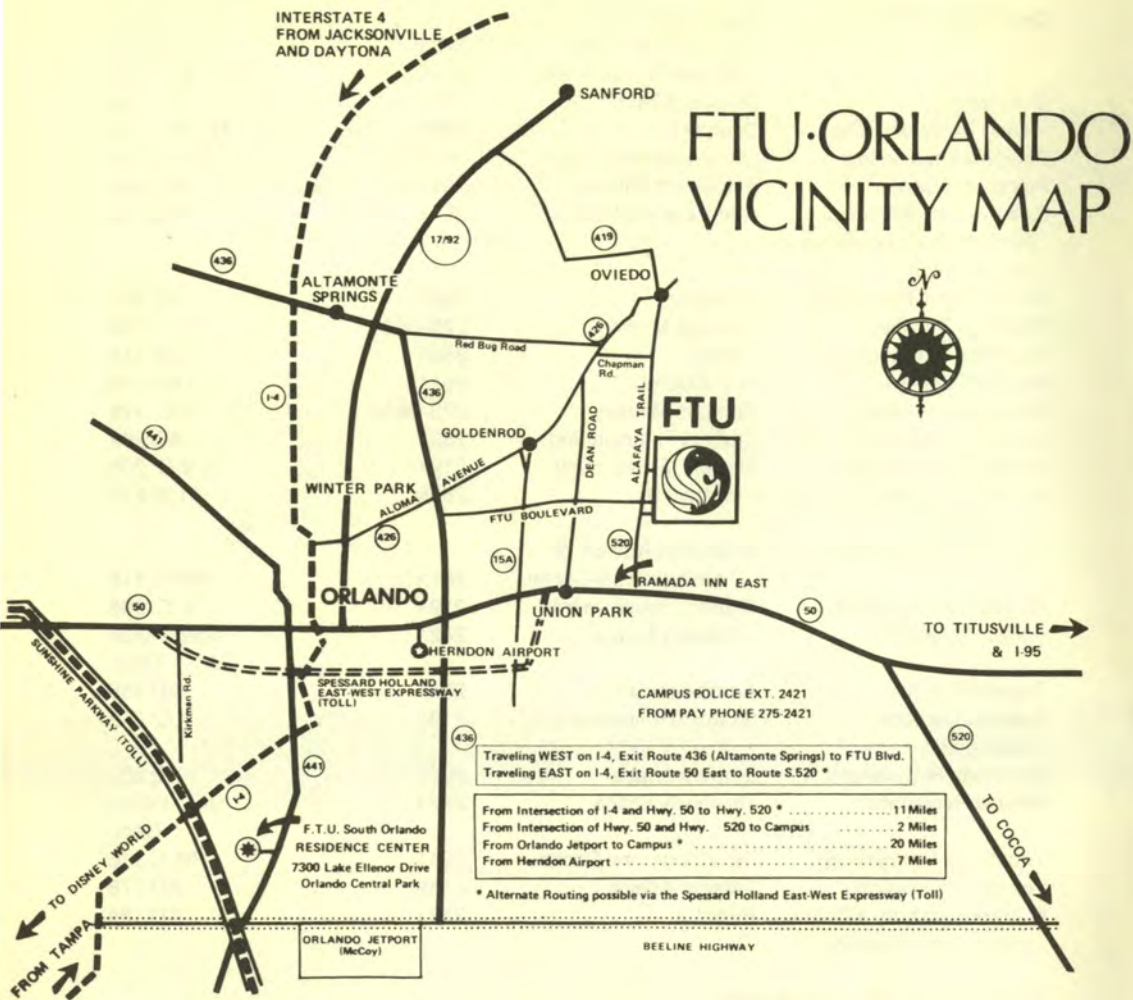 INTERSTATE 4
FROM JACKSONVILLE
AND DAYTONA
SANFORD
FTU·ORLANDO
VICINITY MAP
17/92
419
436
OVIEDO
ALTAMONTE
SPRINGS
N
426
Red Bug Road
Chapman
Rd.
I-4
436
441
GOLDENROD
DEAN ROAD
ALAFAYA TRAIL
FTU
WINTER PARK
ALOMA AVENUE
FTU BOULEVARD
426
15A
520
RAMADA INN EAST
ORLANDO
50
UNION PARK
50
TO TITUSVILLE
& I-95
HERNDON AIRPORT
SUNSHINE PARKWAY (TOLL)
Kirkman Rd.
SPESSARD HOLLAND
EAST-WEST EXPRESSWAY
(TOLL)
CAMPUS POLICE EXT. 2421
FROM PAY PHONE 275-2421
436
520
Traveling WEST on I-4, Exit Route 436 (Altamonte Springs) to FTU Blvd.
Traveling EAST on I-4, Exit Route 50 East to Route S.520 *
441
I-4
From Intersection of I-4 and Hwy. 50 to Hwy. 520 * .................... 11 Miles
From Intersection of Hwy. 50 and Hwy. 520 to Campus ........ 2 Miles
From Orlando Jetport to Campus * .................................... 20 Miles
From Herndon Airport ................................................ 7 Miles
TO COCOA
F.T.U. South Orlando
RESIDENCE CENTER
7300 Lake Ellenor Drive
Orlando Central Park
* Alternate Routing possible via the Spessard Holland East-West Expressway (Toll)
TO DISNEY WORLD
FROM TAMPA
ORLANDO JETPORT
(McCoy)
BEELINE HIGHWAY